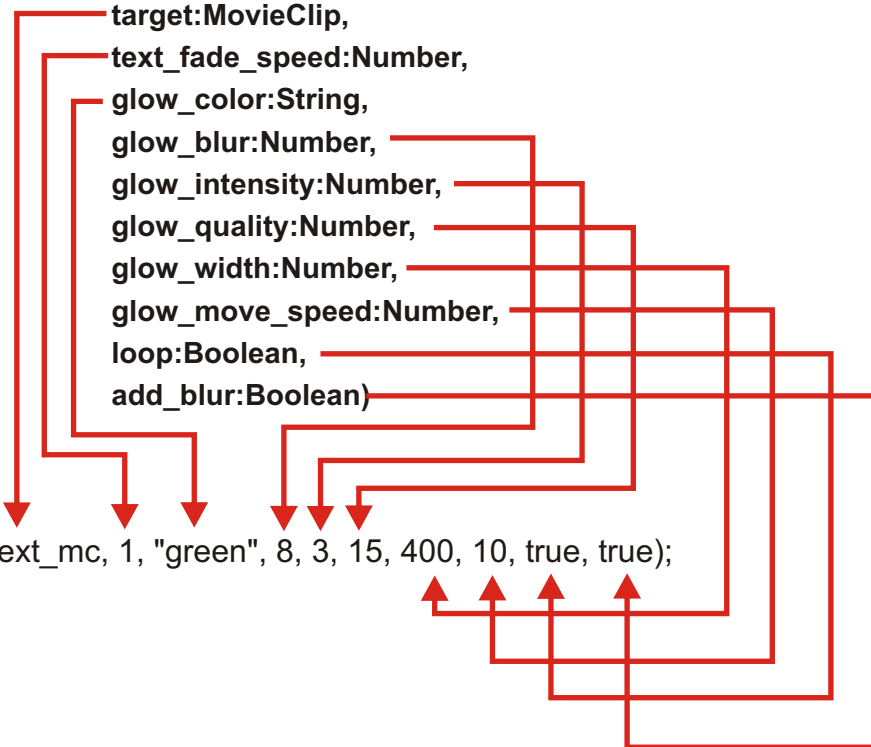 target:MovieClip,
text_fade_speed:Number,
glow_color:String,
glow_blur:Number,
glow_intensity:Number,
glow_quality:Number,
glow_width:Number,
glow_move_speed:Number,
loop:Boolean,
add_blur:Boolean)
ext_mc, 1, "green", 8, 3, 15, 400, 10, true, true);